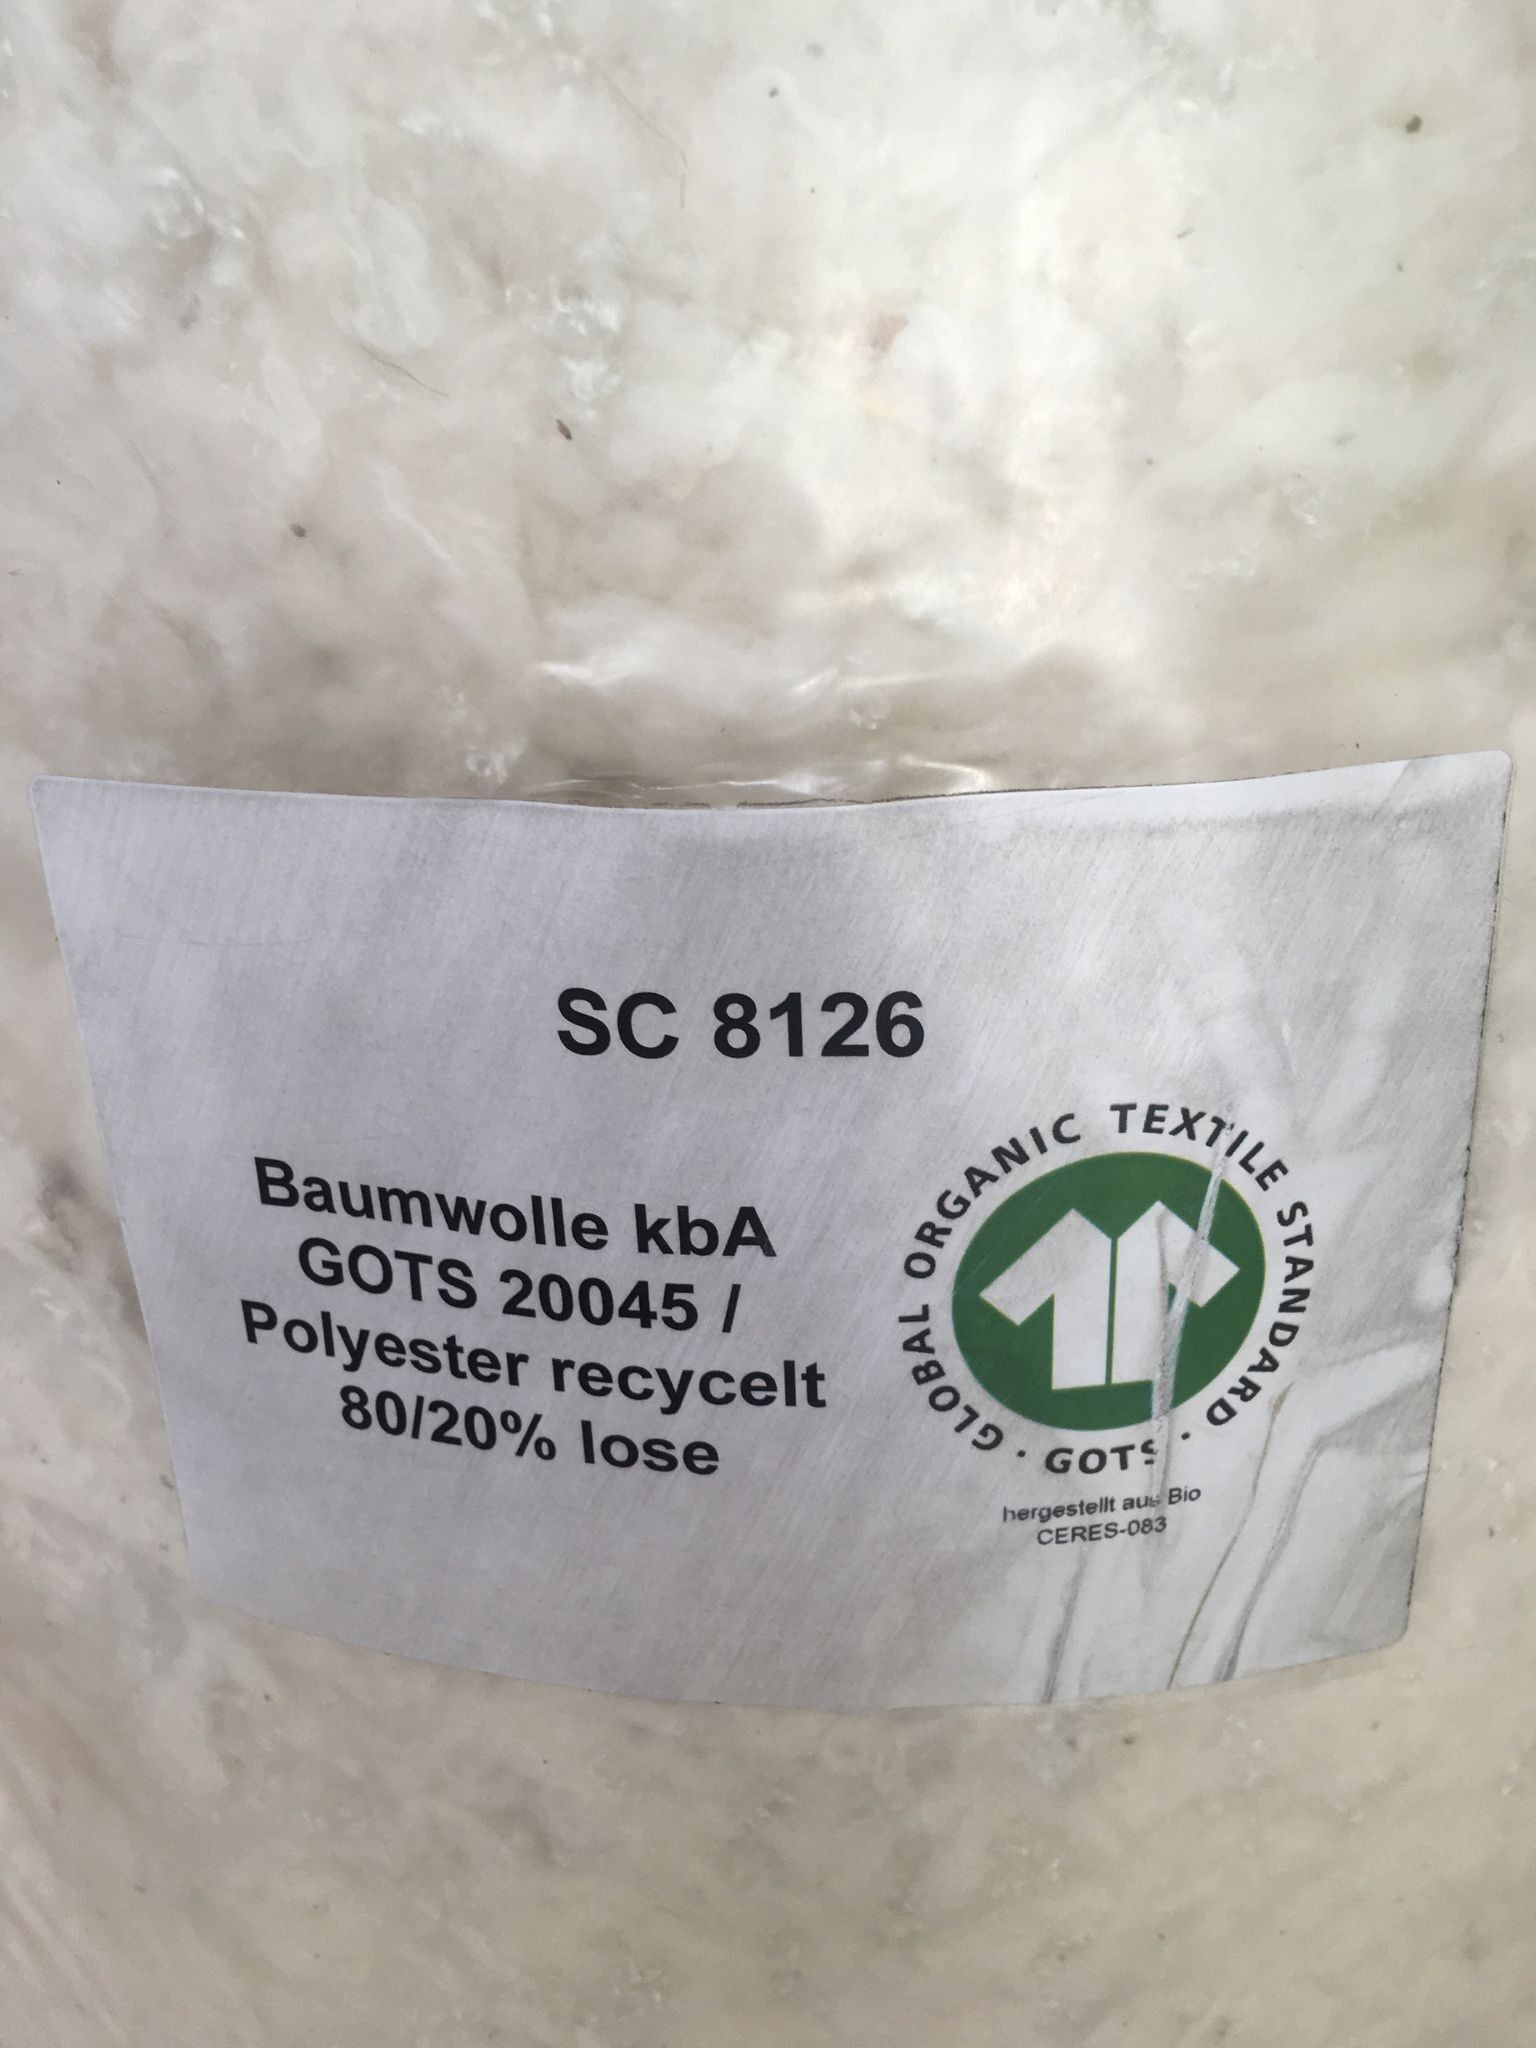 SC 8126
Baumwolle kbA
GOTS 20045 /
Polyester recycelt
80/20% lose
GLOBAL ORGANIC TEXTILE STANDARD · GOTS ·
hergestellt aus Bio
CERES-083